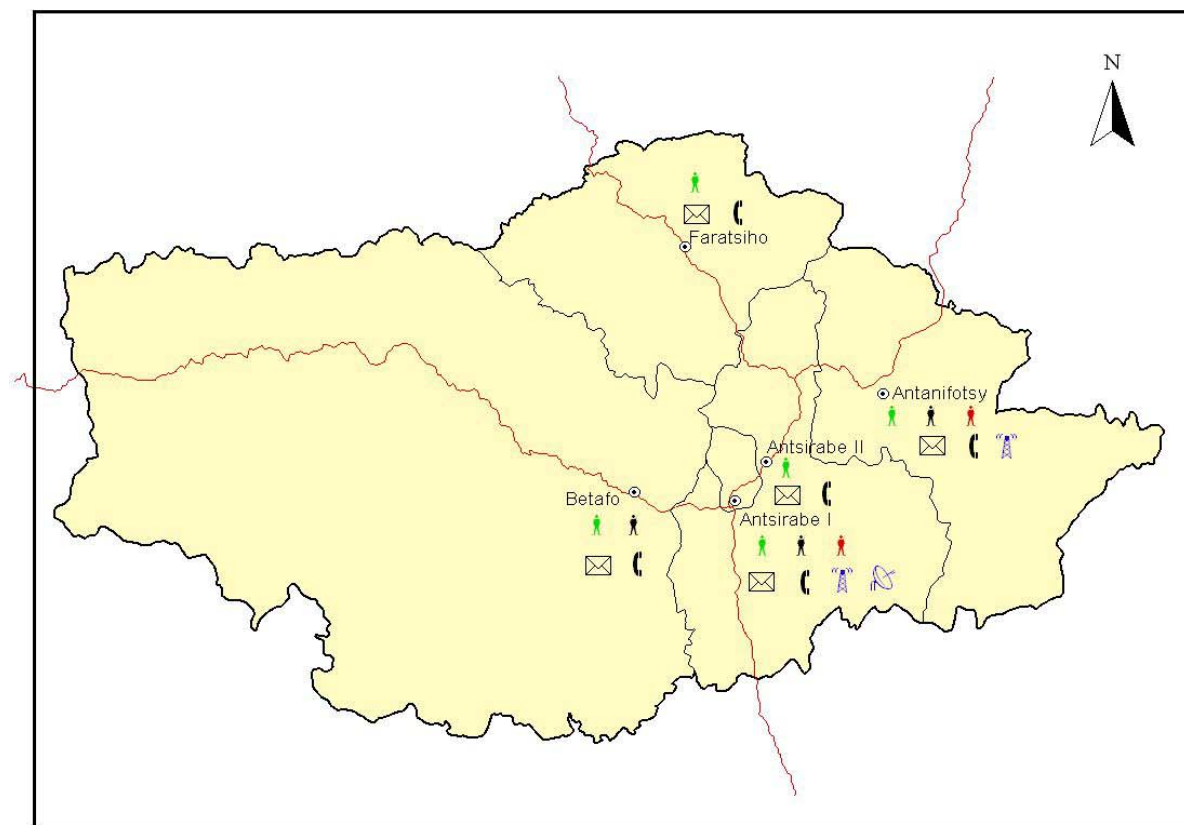 N
Faratsiho
Antanifotsy
Antsirabe II
Betafo
Antsirabe I